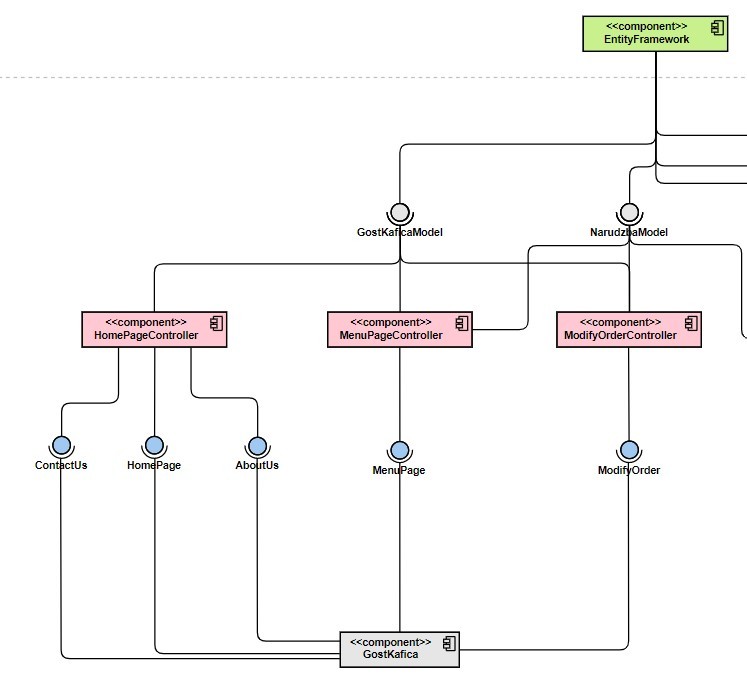 <<component>>
EntityFramework
GostKaficaModel
NarudzbaModel
<<component>>
HomePageController
<<component>>
MenuPageController
<<component>>
ModifyOrderController
ContactUs
HomePage
AboutUs
MenuPage
ModifyOrder
<<component>>
GostKafica